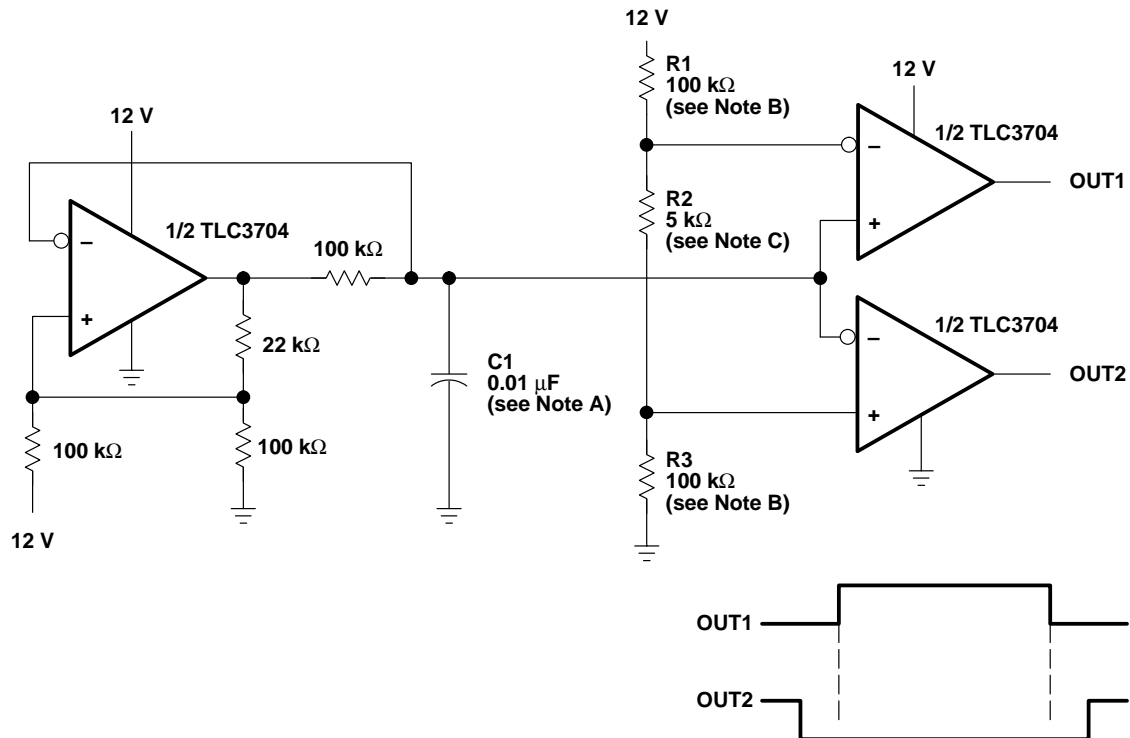 12 V
R1
100 kΩ
(see Note B)
12 V
1/2 TLC3704
−
+
OUT1
12 V
1/2 TLC3704
−
+
100 kΩ
R2
5 kΩ
(see Note C)
22 kΩ
100 kΩ
100 kΩ
12 V
C1
0.01 μF
(see Note A)
1/2 TLC3704
−
+
OUT2
R3
100 kΩ
(see Note B)
OUT1
OUT2